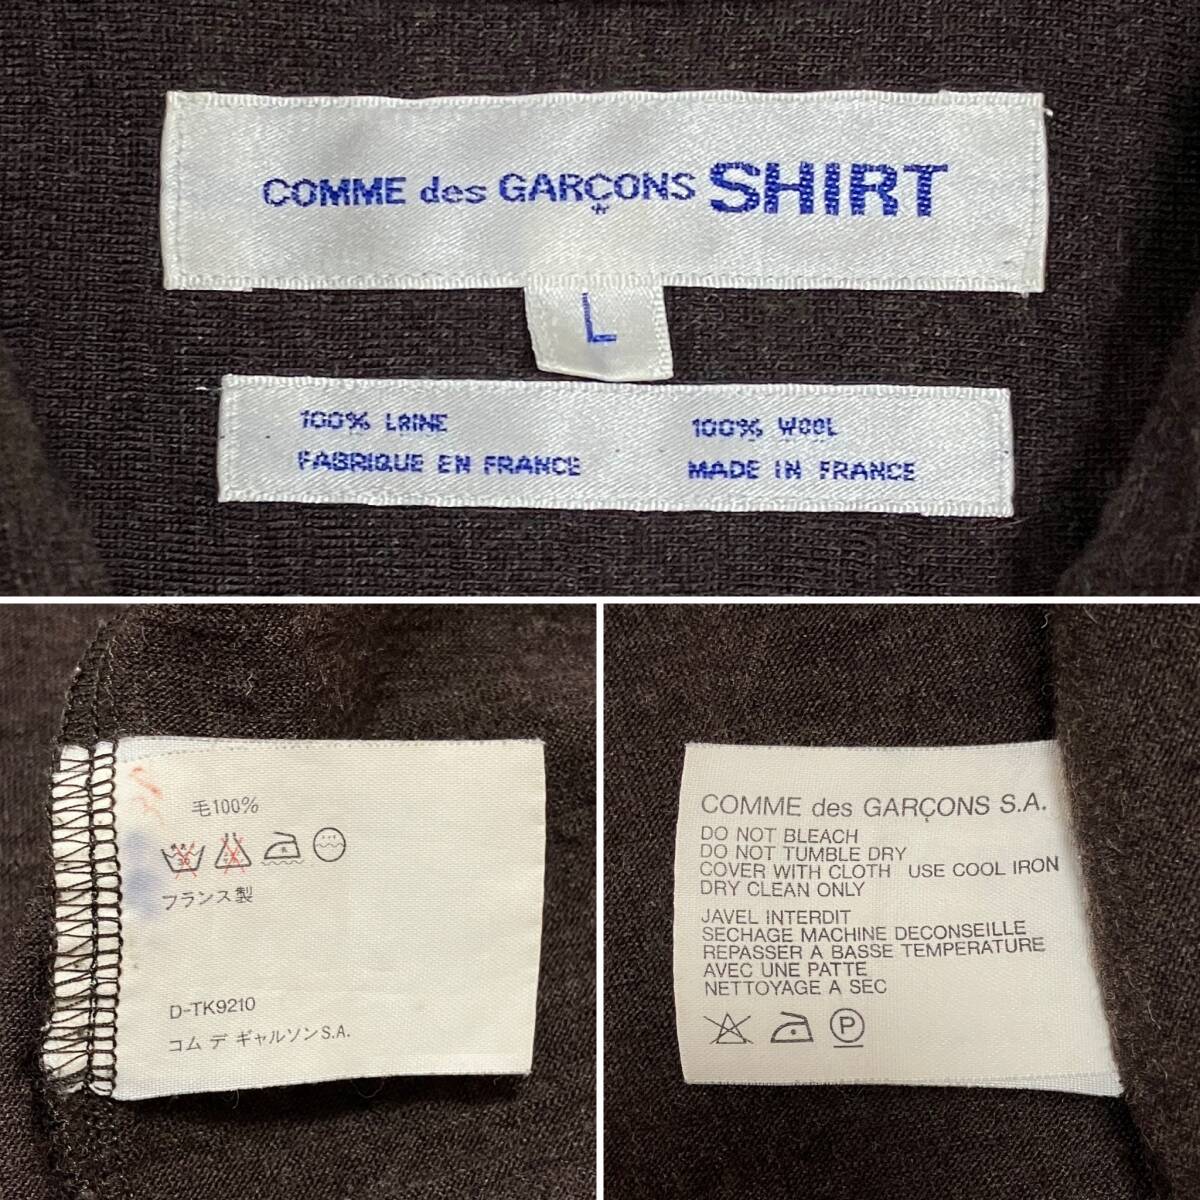 COMME des GARÇONS SHIRT
L
100% LAINE
FABRIQUE EN FRANCE
100% WOOL
MADE IN FRANCE
毛100%
フランス製
D-TK9210
コム デ ギャルソンS.A.
COMME des GARÇONS S.A.
DO NOT BLEACH
DO NOT TUMBLE DRY
COVER WITH CLOTH USE COOL IRON
DRY CLEAN ONLY
JAVEL INTERDIT
SECHAGE MACHINE DECONSEILLE
REPASSER A BASSE TEMPERATURE
AVEC UNE PATTE
NETTOYAGE A SEC
P